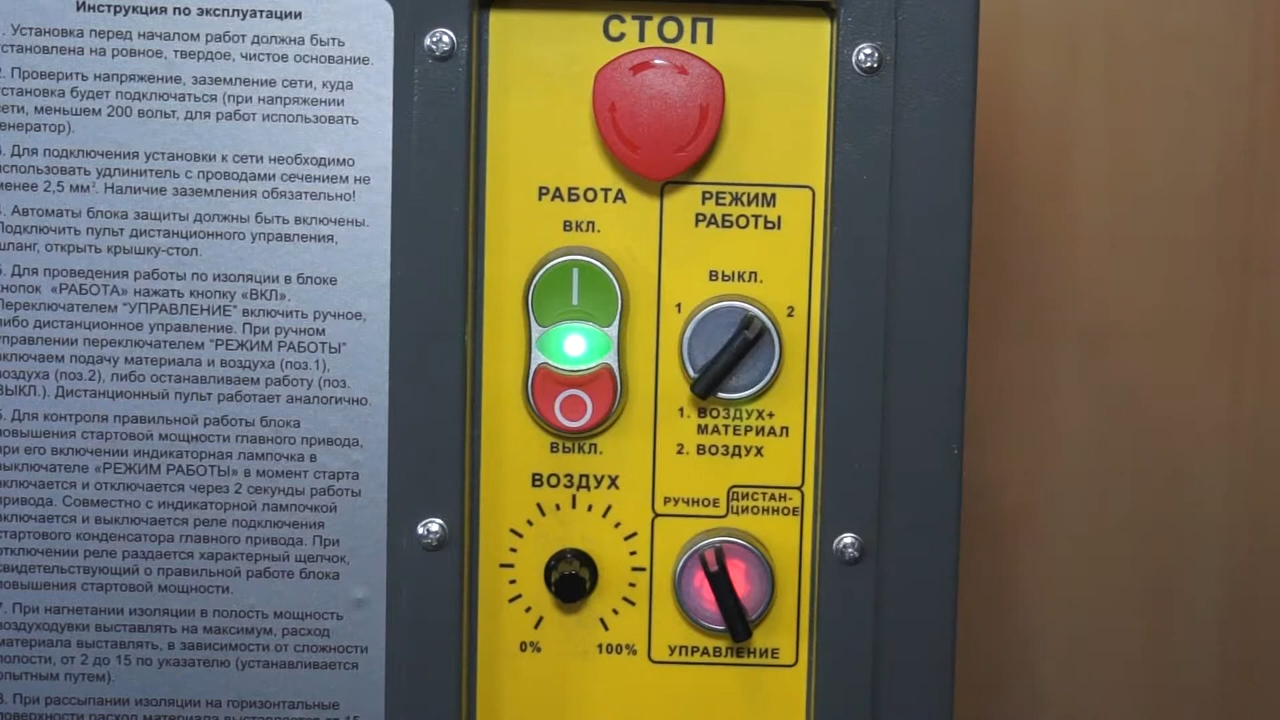 Инструкция по эксплуатации
. Установка перед началом работ должна быть
установлена на ровное, твердое, чистое основание.
2. Проверить напряжение, заземление сети, куда
установка будет подключаться (при напряжении
сети, меньшем 200 вольт, для работ использовать
генератор).
3. Для подключения установки к сети необходимо
использовать удлинитель с проводами сечением не
менее 2,5 мм². Наличие заземления обязательно!
4. Автоматы блока защиты должны быть включены.
Подключить пульт дистанционного управления,
шланг, открыть крышку-стол.
5. Для проведения работы по изоляции в блоке
кнопок «РАБОТА» нажать кнопку «ВКЛ».
Переключателем "УПРАВЛЕНИЕ" включить ручное,
либо дистанционное управление. При ручном
управлении переключателем "РЕЖИМ РАБОТЫ"
включаем подачу материала и воздуха (поз.1),
воздуха (поз.2), либо останавливаем работу (поз.
ВЫКЛ.). Дистанционный пульт работает аналогично.
6. Для контроля правильной работы блока
повышения стартовой мощности главного привода,
при его включении индикаторная лампочка в
выключателе «РЕЖИМ РАБОТЫ» в момент старта
включается и отключается через 2 секунды работы
привода. Совместно с индикаторной лампочкой
включается и выключается реле подключения
стартового конденсатора главного привода. При
отключении реле раздается характерный щелчок,
свидетельствующий о правильной работе блока
повышения стартовой мощности.
7. При нагнетании изоляции в полость мощность
воздуходувки выставлять на максимум, расход
материала выставлять, в зависимости от сложности
полости, от 2 до 15 по указателю (устанавливается
опытным путем).
8. При рассыпании изоляции на горизонтальные
поверхности расход материала выставляется от 15
СТОП
РАБОТА
ВКЛ.
ВЫКЛ.
ВОЗДУХ
0% 100%
РЕЖИМ
РАБОТЫ
ВЫКЛ.
1 2
1. ВОЗДУХ+
МАТЕРИАЛ
2. ВОЗДУХ
РУЧНОЕ
ДИСТАН-
ЦИОННОЕ
УПРАВЛЕНИЕ